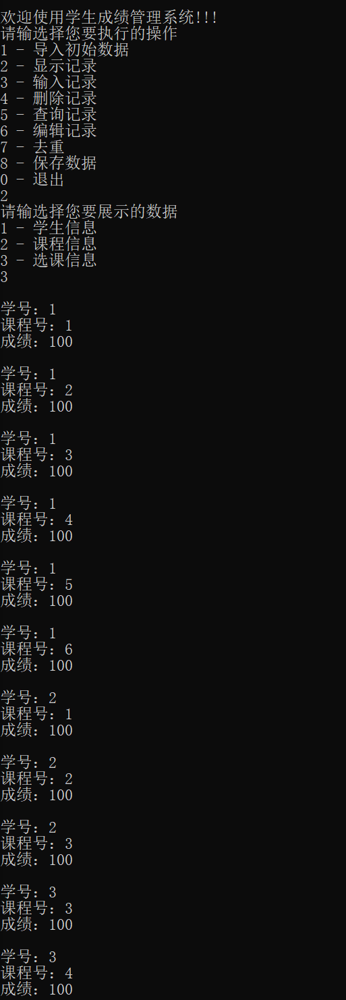 欢迎使用学生成绩管理系统!!!
请输选择您要执行的操作
1 - 导入初始数据
2 - 显示记录
3 - 输入记录
4 - 删除记录
5 - 查询记录
6 - 编辑记录
7 - 去重
8 - 保存数据
0 - 退出
2
请输选择您要展示的数据
1 - 学生信息
2 - 课程信息
3 - 选课信息
3
学号：1
课程号：1
成绩：100
学号：1
课程号：2
成绩：100
学号：1
课程号：3
成绩：100
学号：1
课程号：4
成绩：100
学号：1
课程号：5
成绩：100
学号：1
课程号：6
成绩：100
学号：2
课程号：1
成绩：100
学号：2
课程号：2
成绩：100
学号：2
课程号：3
成绩：100
学号：3
课程号：3
成绩：100
学号：3
课程号：4
成绩：100